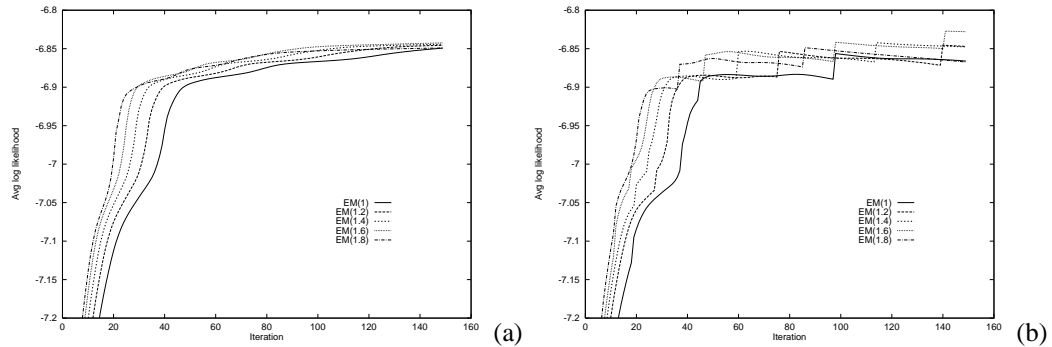 -6.8
-6.85
-6.9
-6.95
-7
-7.05
-7.1
-7.15
-7.2
Avg log likelihood
EM(1)
EM(1.2)
EM(1.4)
EM(1.6)
EM(1.8)
0 20 40 60 80 100 120 140 160
Iteration
(a)
-6.8
-6.85
-6.9
-6.95
-7
-7.05
-7.1
-7.15
-7.2
Avg log likelihood
EM(1)
EM(1.2)
EM(1.4)
EM(1.6)
EM(1.8)
0 20 40 60 80 100 120 140 160
Iteration
(b)